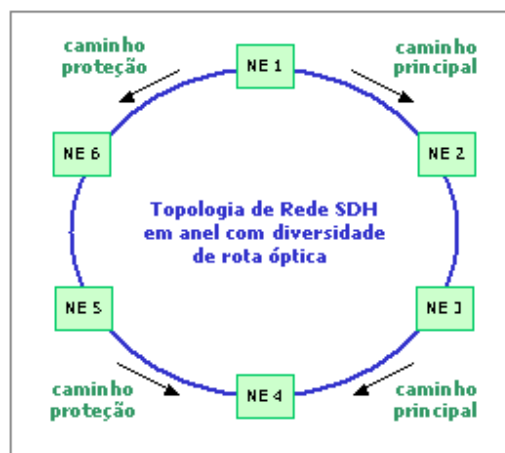 caminho
proteção
NE 1
caminho
principal
NE 6
NE 2
Topologia de Rede SDH
em anel com diversidade
de rota óptica
NE 5
NE 3
caminho
proteção
NE 4
caminho
principal